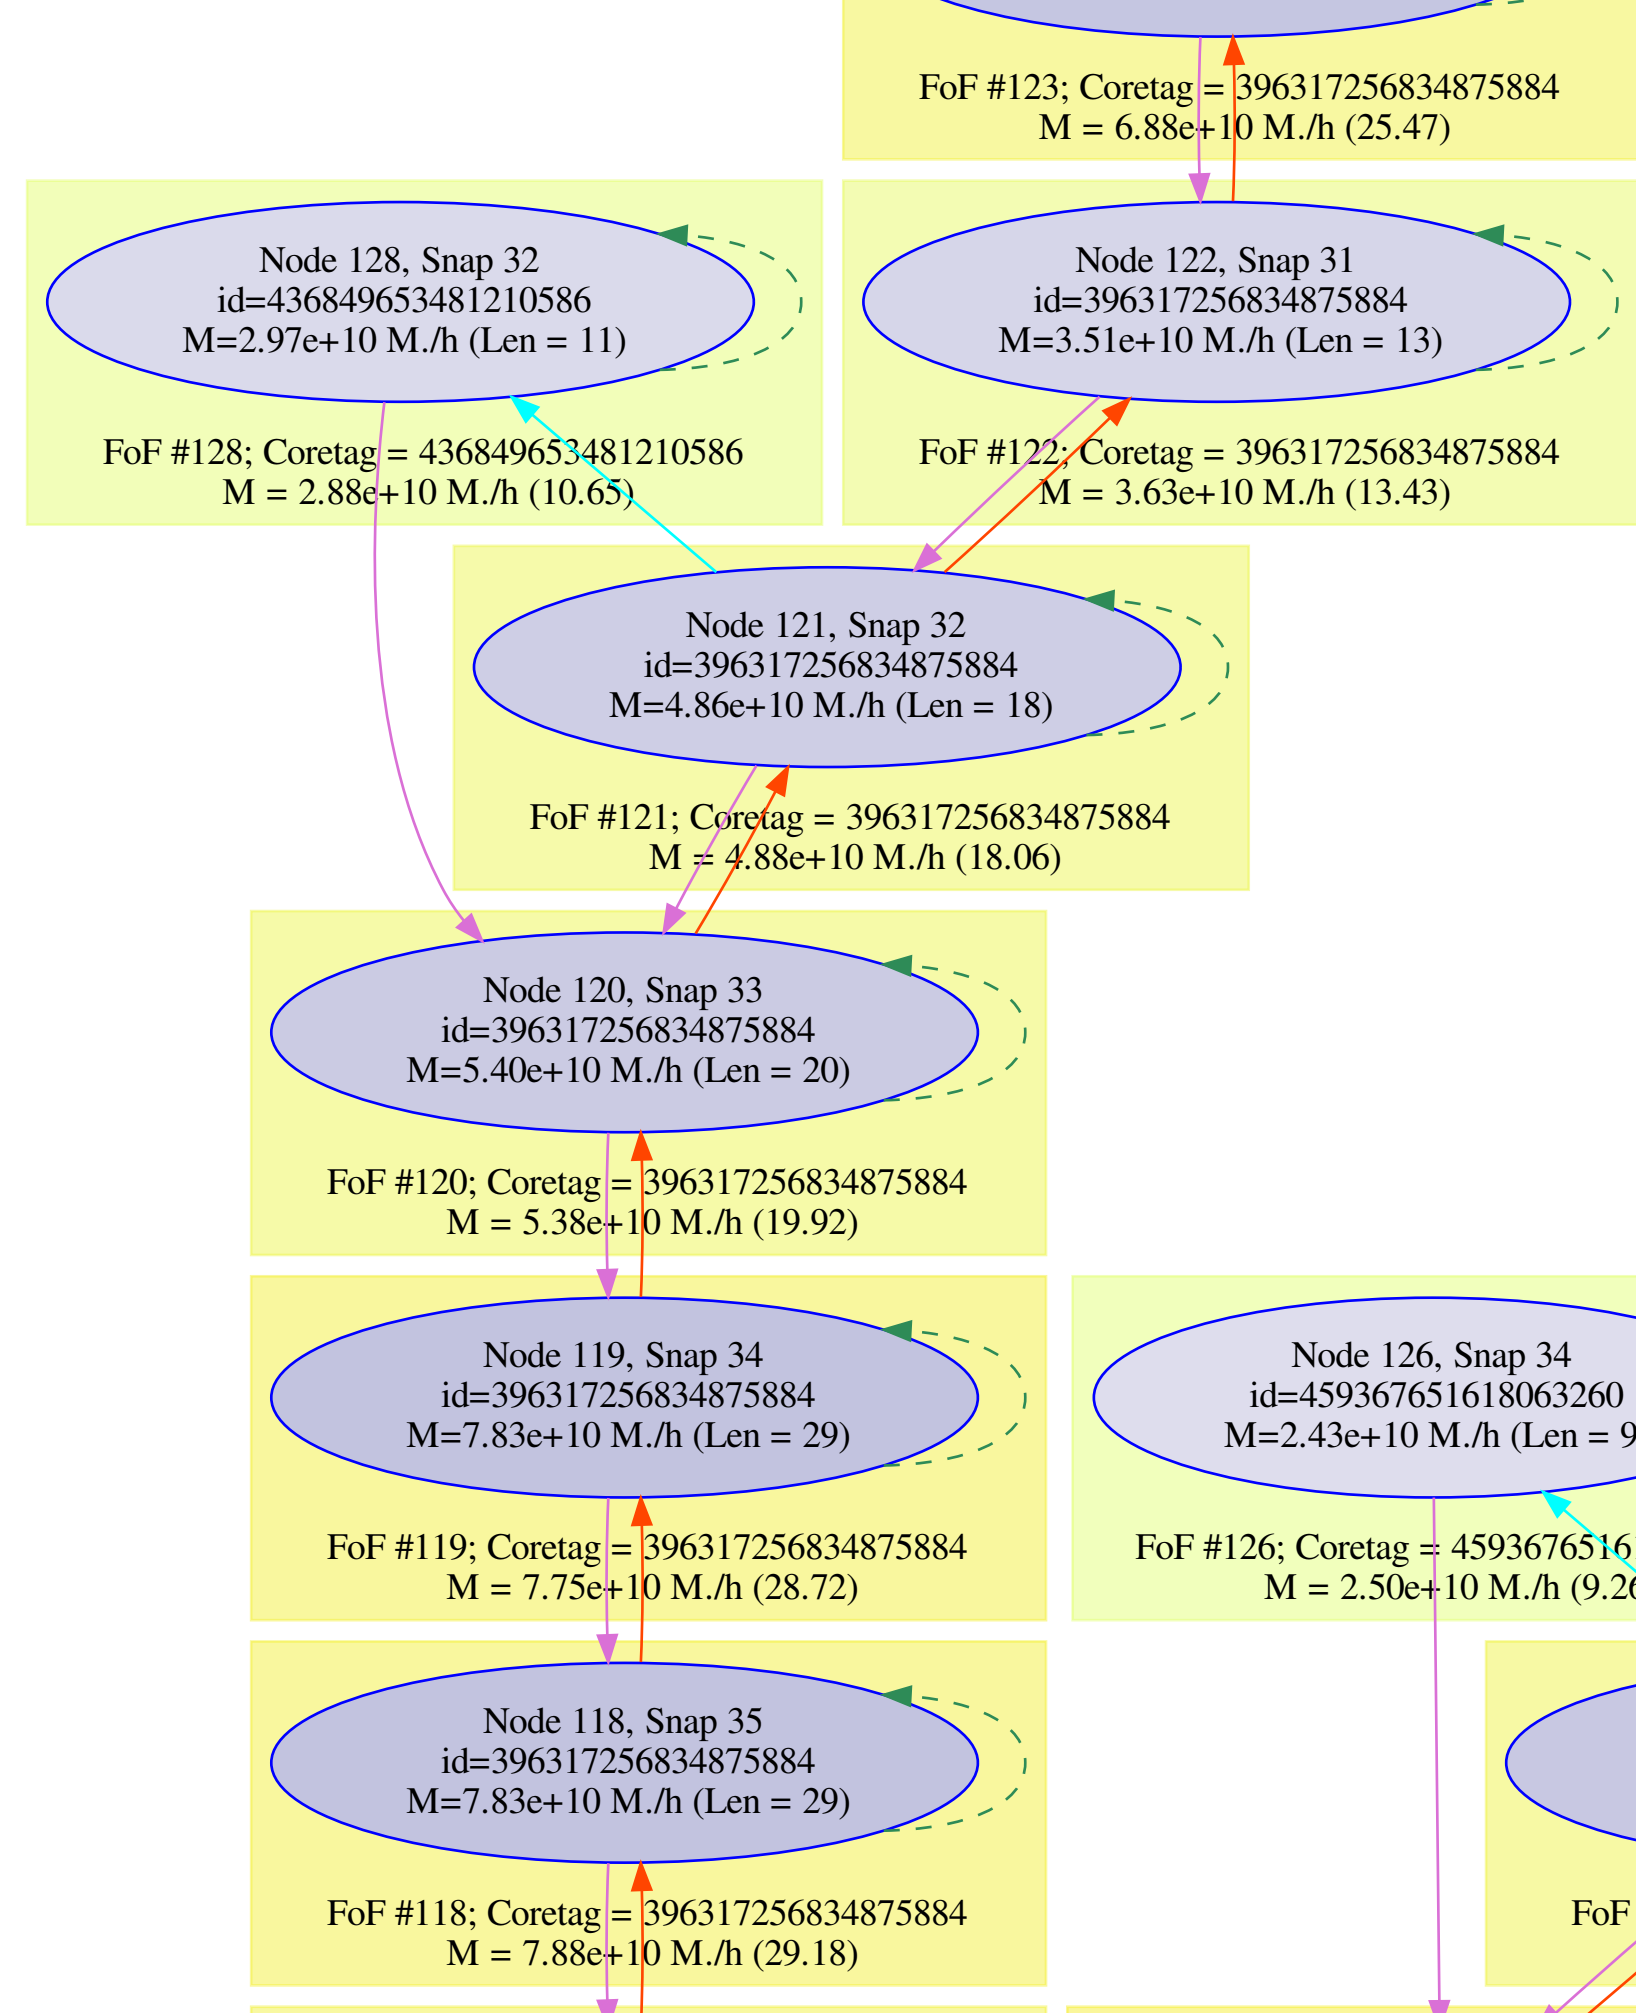 FoF #123; Coretag = 396317256834875884
M = 6.88e+10 M./h (25.47)
Node 128, Snap 32
id=436849653481210586
M=2.97e+10 M./h (Len = 11)
FoF #128; Coretag = 436849653481210586
M = 2.88e+10 M./h (10.65)
Node 122, Snap 31
id=396317256834875884
M=3.51e+10 M./h (Len = 13)
FoF #122; Coretag = 396317256834875884
M = 3.63e+10 M./h (13.43)
Node 121, Snap 32
id=396317256834875884
M=4.86e+10 M./h (Len = 18)
FoF #121; Coretag = 396317256834875884
M = 4.88e+10 M./h (18.06)
Node 120, Snap 33
id=396317256834875884
M=5.40e+10 M./h (Len = 20)
FoF #120; Coretag = 396317256834875884
M = 5.38e+10 M./h (19.92)
Node 119, Snap 34
id=396317256834875884
M=7.83e+10 M./h (Len = 29)
FoF #119; Coretag = 396317256834875884
M = 7.75e+10 M./h (28.72)
Node 126, Snap 34
id=459367651618063260
M=2.43e+10 M./h (Len = 9
FoF #126; Coretag = 4593676516
M = 2.50e+10 M./h (9.26
Node 118, Snap 35
id=396317256834875884
M=7.83e+10 M./h (Len = 29)
FoF #118; Coretag = 396317256834875884
M = 7.88e+10 M./h (29.18)
FoF